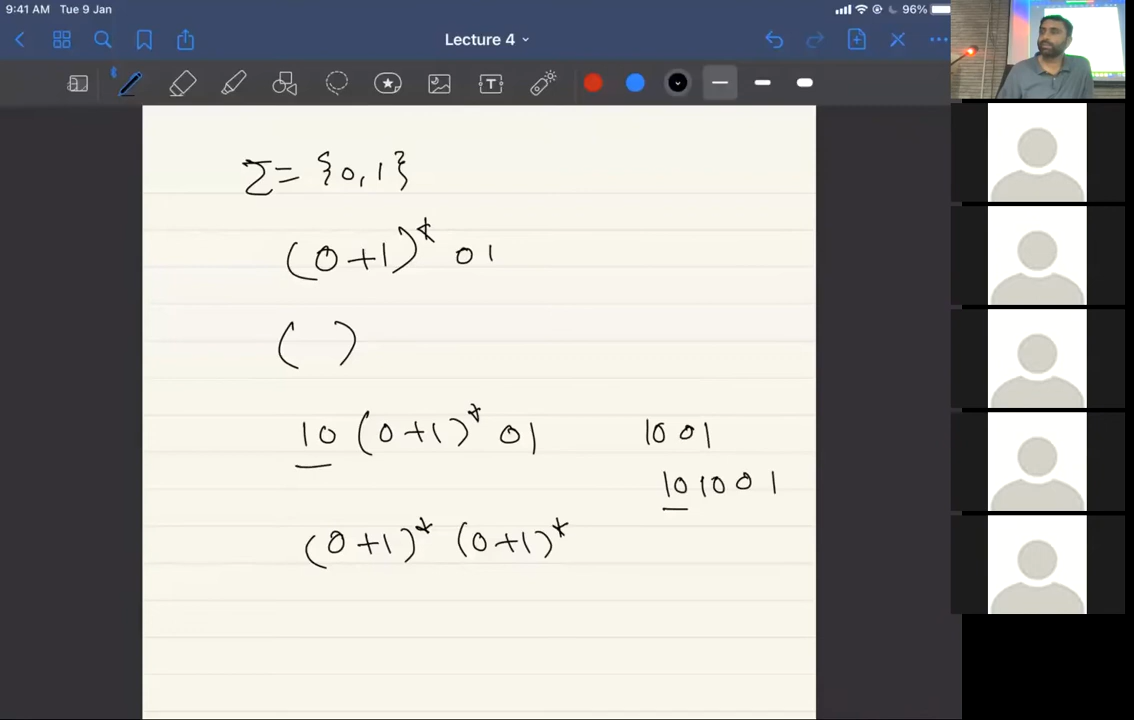 9:41 AM Tue 9 Jan
96%
Lecture 4
Σ = {0, 1}
(0+1)* 01
( )
10 (0+1)* 01 1001
101001
(0+1)* (0+1)*